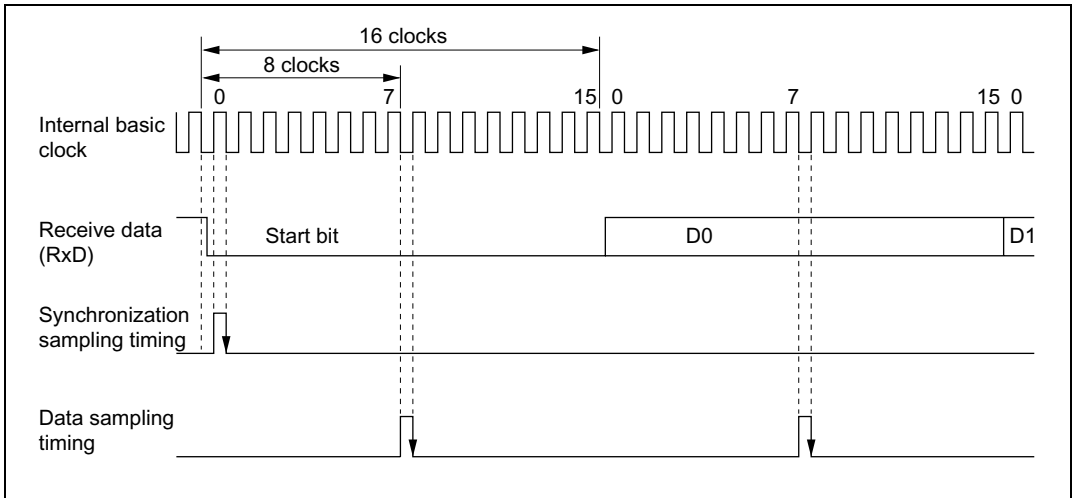 16 clocks
8 clocks
0 7 15 0 7 15 0
Internal basic
clock
Receive data
(RxD)
Start bit D0 D1
Synchronization
sampling timing
Data sampling
timing